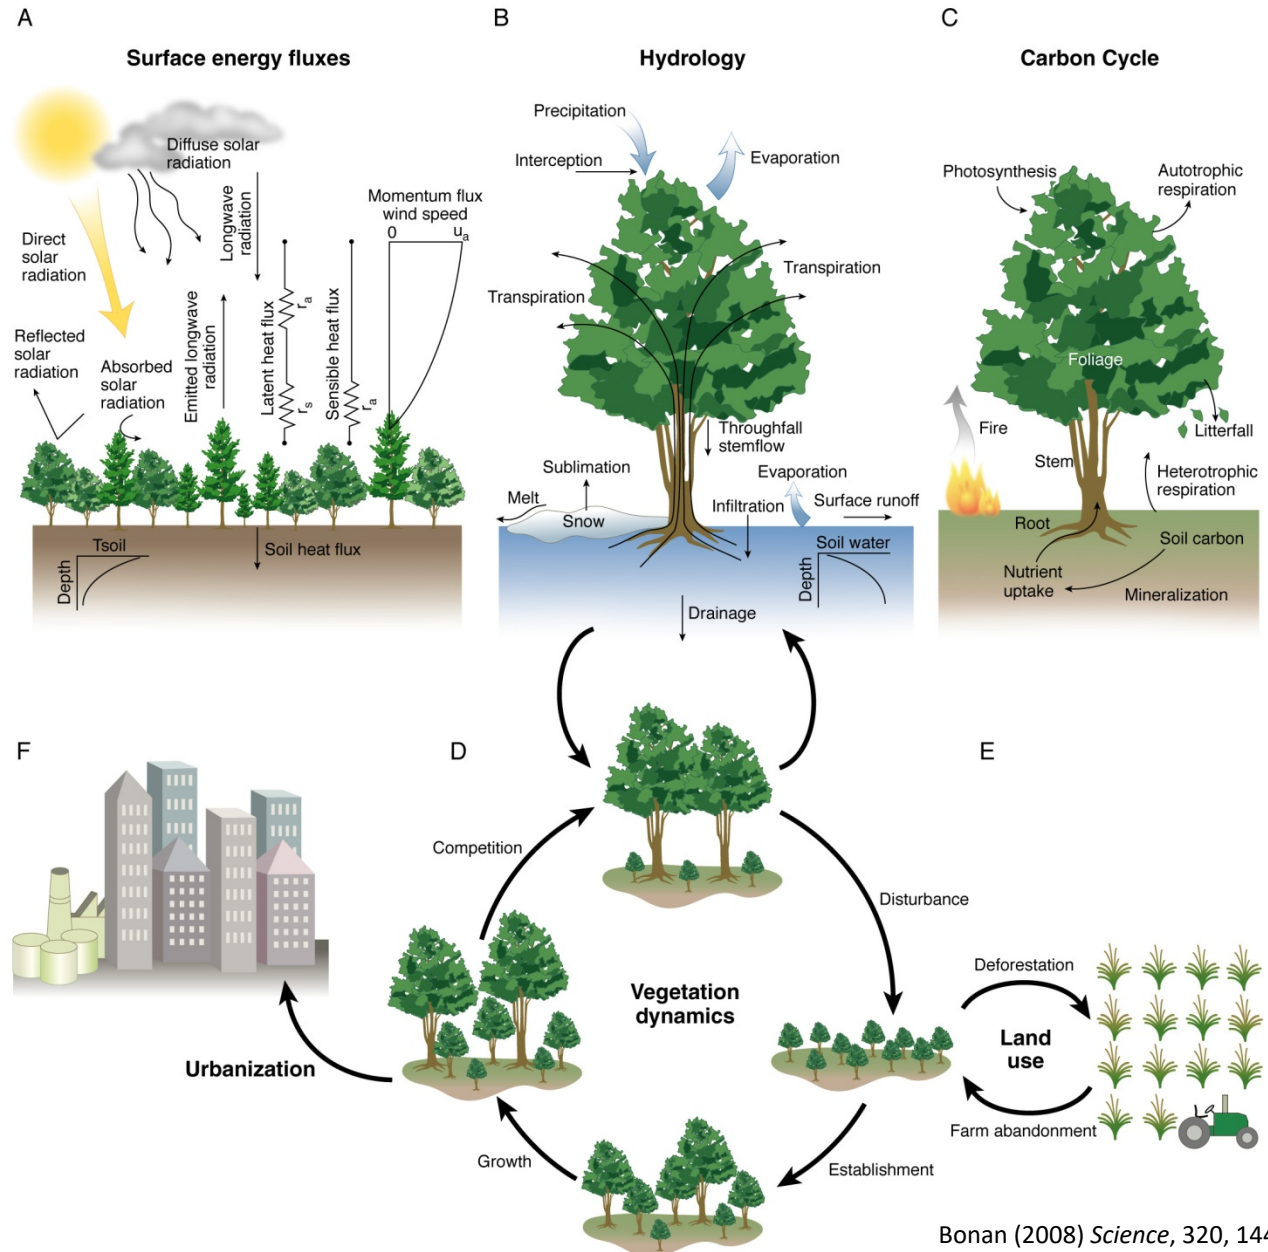 A
Surface energy fluxes
Diffuse solar
radiation
Longwave
radiation
Momentum flux
wind speed
0
uₐ
Direct
solar
radiation
Reflected
solar
radiation
Absorbed
solar
radiation
Emitted longwave
radiation
Latent heat flux
rₐ
rₛ
Sensible heat flux
rₐ
Tsoil
Depth
Soil heat flux
B
Hydrology
Precipitation
Interception
Evaporation
Transpiration
Transpiration
Throughfall
stemflow
Sublimation
Melt
Snow
Evaporation
Infiltration
Surface runoff
Soil water
Depth
Drainage
C
Carbon Cycle
Photosynthesis
Autotrophic
respiration
Foliage
Fire
Litterfall
Stem
Heterotrophic
respiration
Root
Soil carbon
Nutrient
uptake
Mineralization
F
Urbanization
D
Competition
Disturbance
Vegetation
dynamics
Growth
Establishment
E
Deforestation
Land
use
Farm abandonment
Bonan (2008) Science, 320, 144